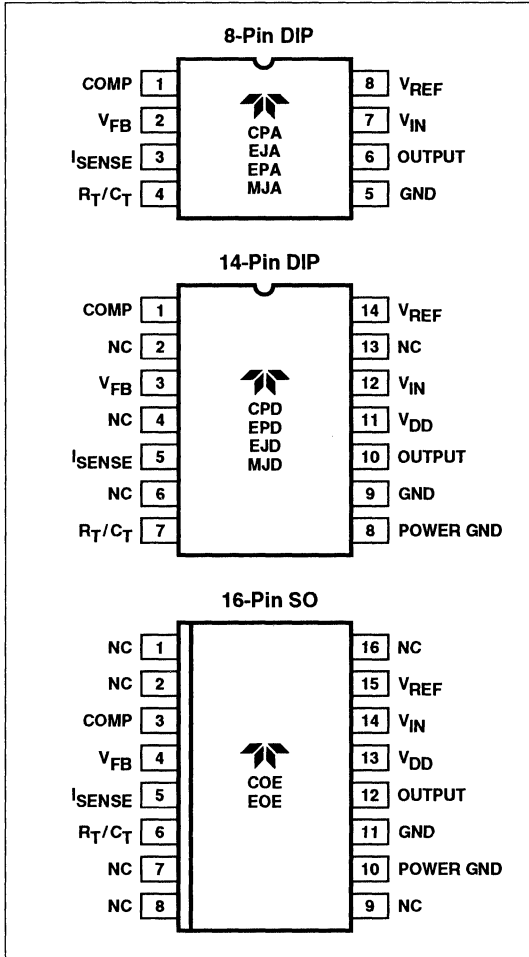 8-Pin DIP
COMP 1 8 VREF
VFB 2 7 VIN
ISENSE 3 6 OUTPUT
RT/CT 4 5 GND
CPA
EJA
EPA
MJA
14-Pin DIP
COMP 1 14 VREF
NC 2 13 NC
VFB 3 12 VIN
NC 4 11 VDD
ISENSE 5 10 OUTPUT
NC 6 9 GND
RT/CT 7 8 POWER GND
CPD
EPD
EJD
MJD
16-Pin SO
NC 1 16 NC
NC 2 15 VREF
COMP 3 14 VIN
VFB 4 13 VDD
ISENSE 5 12 OUTPUT
RT/CT 6 11 GND
NC 7 10 POWER GND
NC 8 9 NC
COE
EOE